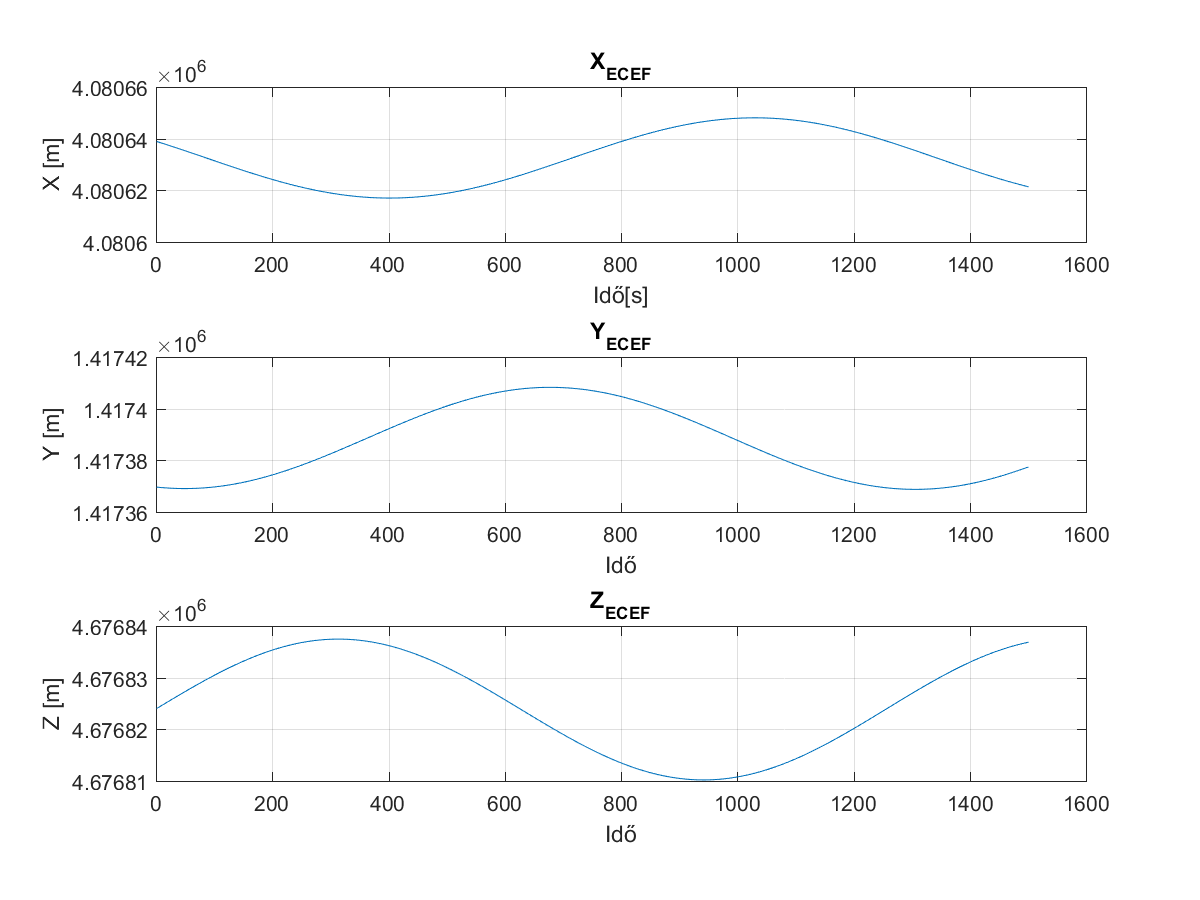 X_ECEF
×10^6
4.08066
4.08064
4.08062
4.0806
X [m]
0 200 400 600 800 1000 1200 1400 1600
Idő[s]
Y_ECEF
×10^6
1.41742
1.4174
1.41738
1.41736
Y [m]
0 200 400 600 800 1000 1200 1400 1600
Idő
Z_ECEF
×10^6
4.67684
4.67683
4.67682
4.67681
Z [m]
0 200 400 600 800 1000 1200 1400 1600
Idő